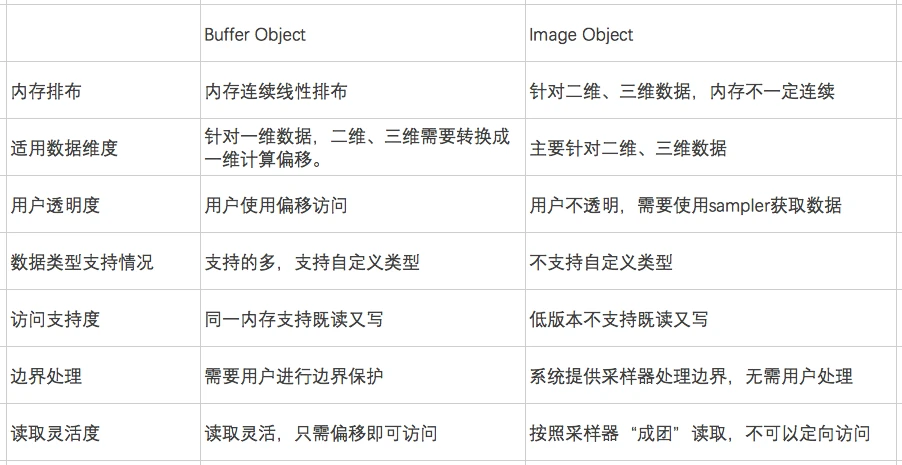 Buffer Object
Image Object
内存排布
内存连续线性排布
针对二维、三维数据，内存不一定连续
适用数据维度
针对一维数据，二维、三维需要转换成
一维计算偏移。
主要针对二维、三维数据
用户透明度
用户使用偏移访问
用户不透明，需要使用sampler获取数据
数据类型支持情况
支持的多，支持自定义类型
不支持自定义类型
访问支持度
同一内存支持既读又写
低版本不支持既读又写
边界处理
需要用户进行边界保护
系统提供采样器处理边界，无需用户处理
读取灵活度
读取灵活，只需偏移即可访问
按照采样器“成团”读取，不可以定向访问